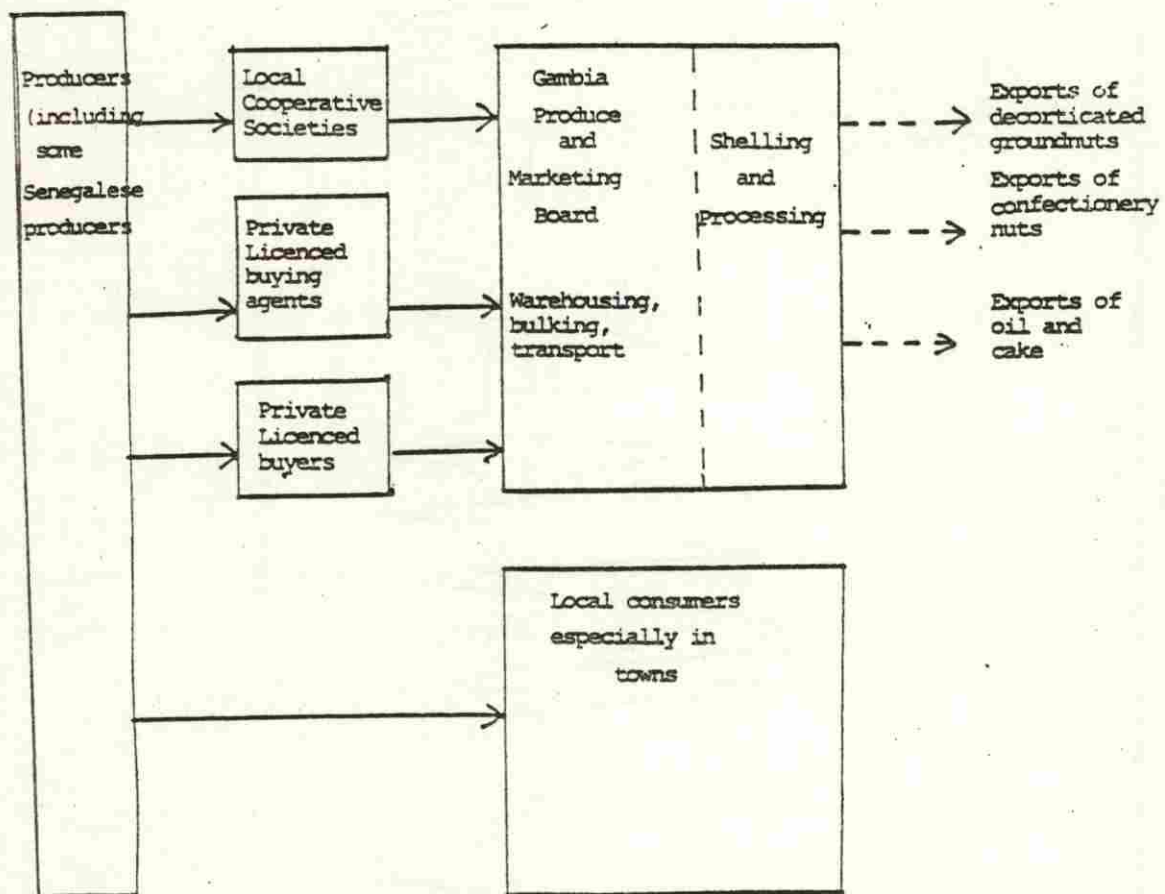 Producers
(including
some
Senegalese
producers
Local
Cooperative
Societies
Private
Licenced
buying
agents
Private
Licenced
buyers
Gambia
Produce
and
Marketing
Board
Warehousing,
bulking,
transport
Shelling
and
Processing
Exports of
decorticated
groundnuts
Exports of
confectionery
nuts
Exports of
oil and
cake
Local consumers
especially in
towns